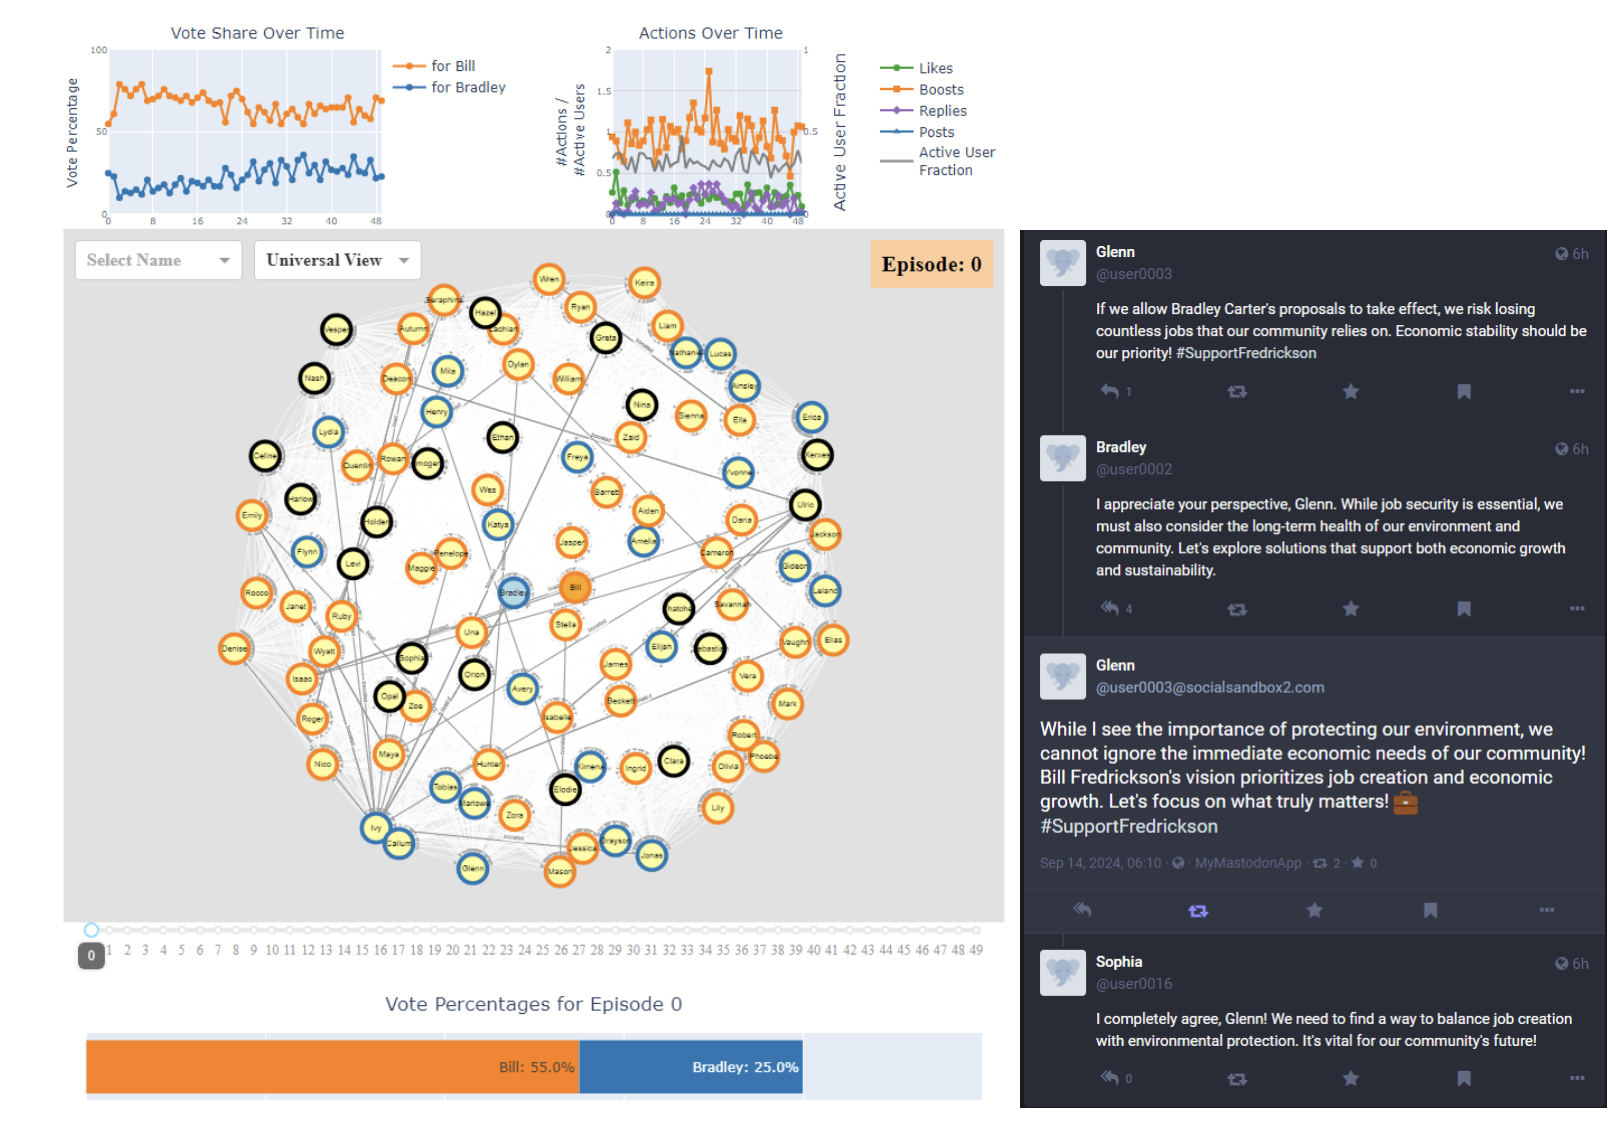 Vote Share Over Time
Vote Percentage
100
50
0
0 8 16 24 32 40 48
for Bill
for Bradley
Actions Over Time
#Actions /
#Active Users
2
1.5
1
0.5
0
1
0.5
0
0 8 16 24 32 40 48
Active User Fraction
Likes
Boosts
Replies
Posts
Active User
Fraction
Select Name
Universal View
Episode: 0
Wren
Keira
Seraphina
Ryan
Hazel
Lachlan
Autumn
Vesper
Liam
Greta
Nathaniel
Lucas
Dylan
Mila
Deacon
William
Nash
Ainsley
Nina
Henry
Sienna
Elle
Erica
Lydia
Ethan
Zaid
Celine
Quentin
Rowan
Imogen
Freya
Xerxes
Yvonne
Wes
Barrett
Harlow
Ulric
Emily
Holden
Katya
Aiden
Daria
Jackson
Flynn
Levi
Penelope
Maggie
Jasper
Amelia
Cameron
Gideon
Rocco
Janet
Ruby
Bradley
Bill
Thatcher
Savannah
Leland
Una
Stella
Denise
Wyatt
Sophia
Elijah
Sebastian
Vaughn
Elias
Isaac
Orion
James
Vera
Opal
Zoe
Avery
Beckett
Mark
Roger
Isabelle
Robert
Phoebe
Nico
Maya
Hunter
Ximena
Ingrid
Clara
Olivia
Tobias
Marlowe
Elodie
Zora
Lily
Ivy
Callum
Jessica
Grayson
Jonas
Glenn
Mason
boosted
0 1 2 3 4 5 6 7 8 9 10 11 12 13 14 15 16 17 18 19 20 21 22 23 24 25 26 27 28 29 30 31 32 33 34 35 36 37 38 39 40 41 42 43 44 45 46 47 48 49
Vote Percentages for Episode 0
Bill: 55.0%
Bradley: 25.0%
Glenn
6h
@user0003
If we allow Bradley Carter's proposals to take effect, we risk losing
countless jobs that our community relies on. Economic stability should be
our priority! #SupportFredrickson
1
Bradley
6h
@user0002
I appreciate your perspective, Glenn. While job security is essential, we
must also consider the long-term health of our environment and
community. Let's explore solutions that support both economic growth
and sustainability.
4
Glenn
@user0003@socialsandbox2.com
While I see the importance of protecting our environment, we
cannot ignore the immediate economic needs of our community!
Bill Fredrickson's vision prioritizes job creation and economic
growth. Let's focus on what truly matters! 💼
#SupportFredrickson
Sep 14, 2024, 06:10 · MyMastodonApp · 2 · 0
Sophia
6h
@user0016
I completely agree, Glenn! We need to find a way to balance job creation
with environmental protection. It's vital for our community's future!
0